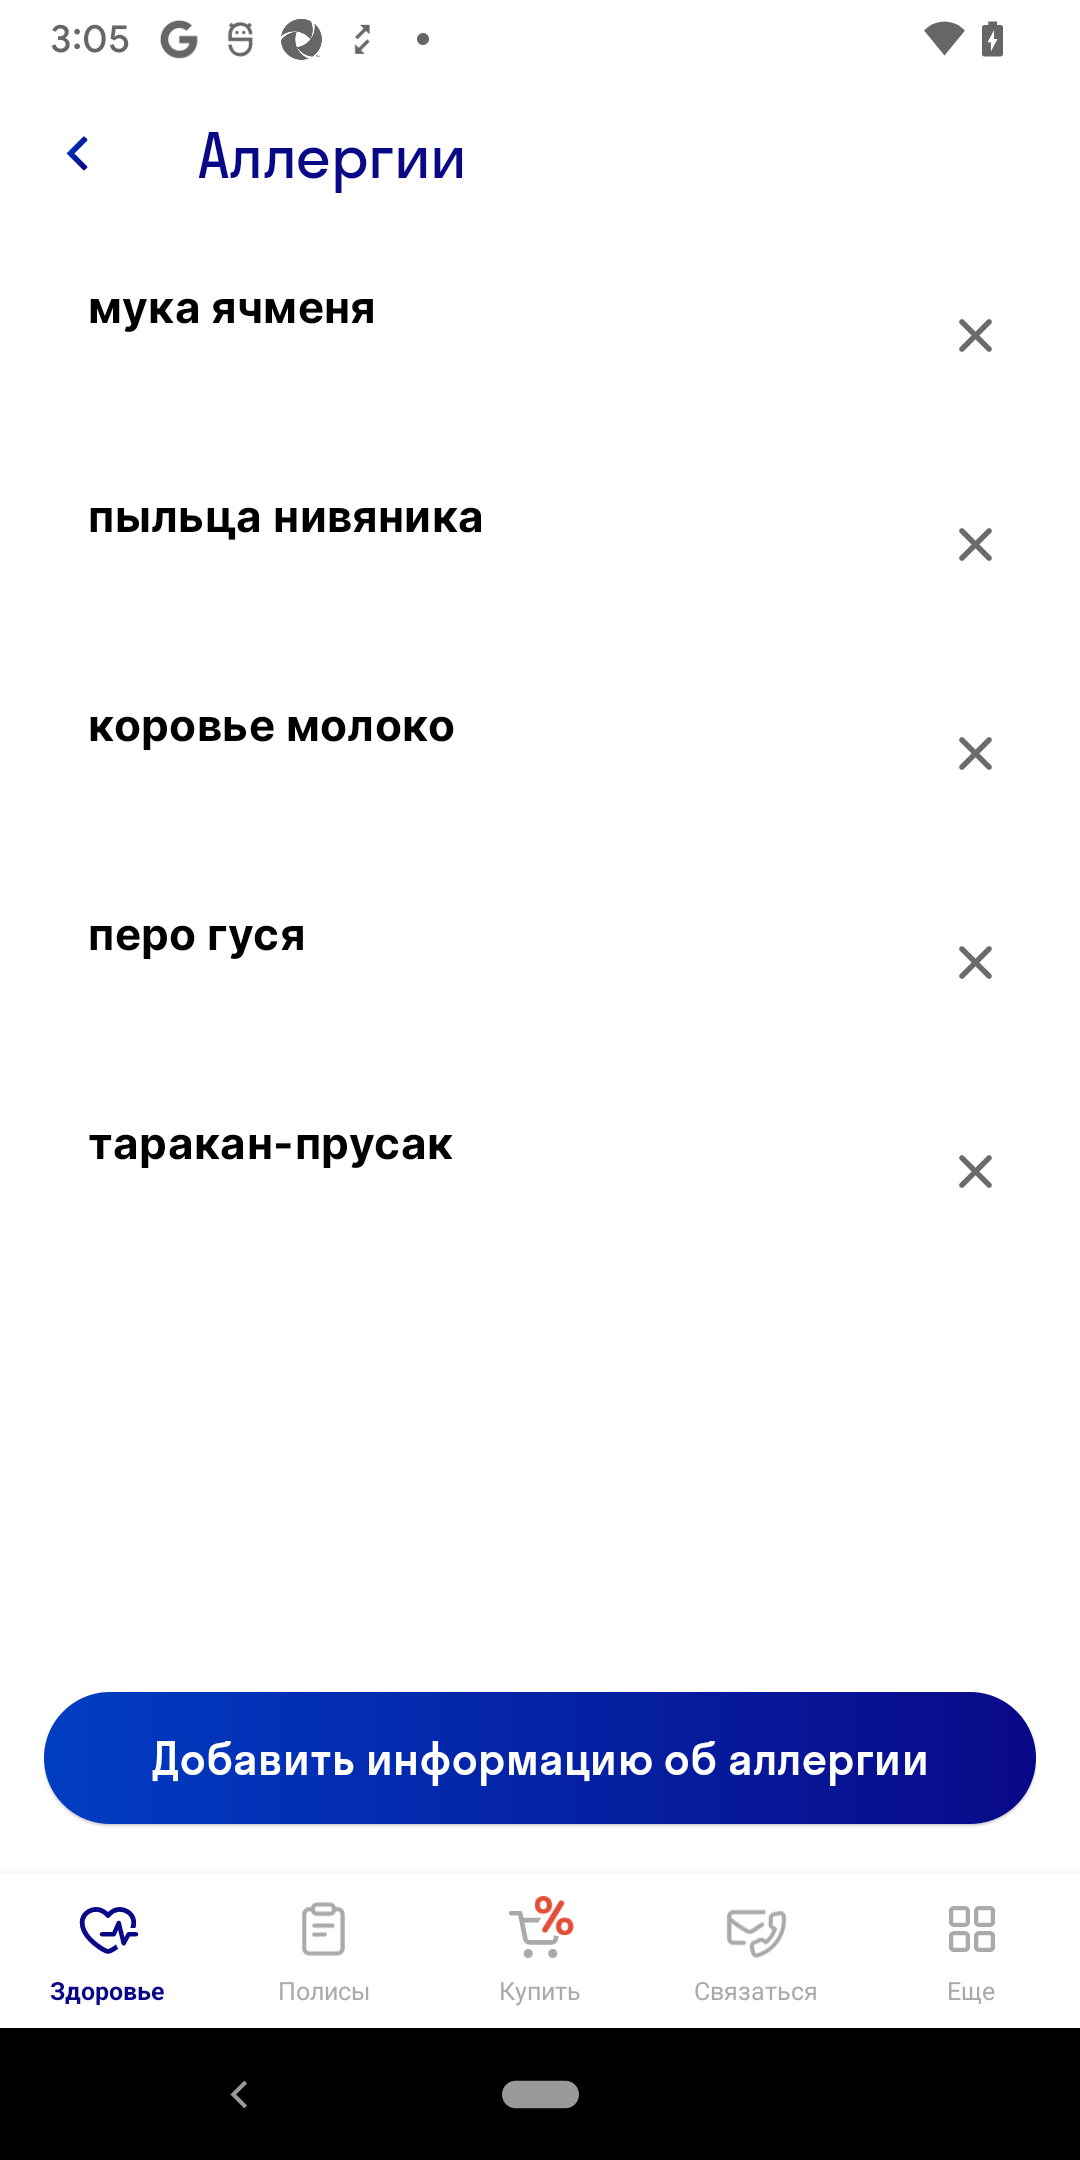 3:05
Аллергии
мука ячменя
пыльца нивяника
коровье молоко
перо гуся
таракан-прусак
Добавить информацию об аллергии
Здоровье
Полисы
Купить
Связаться
Еще